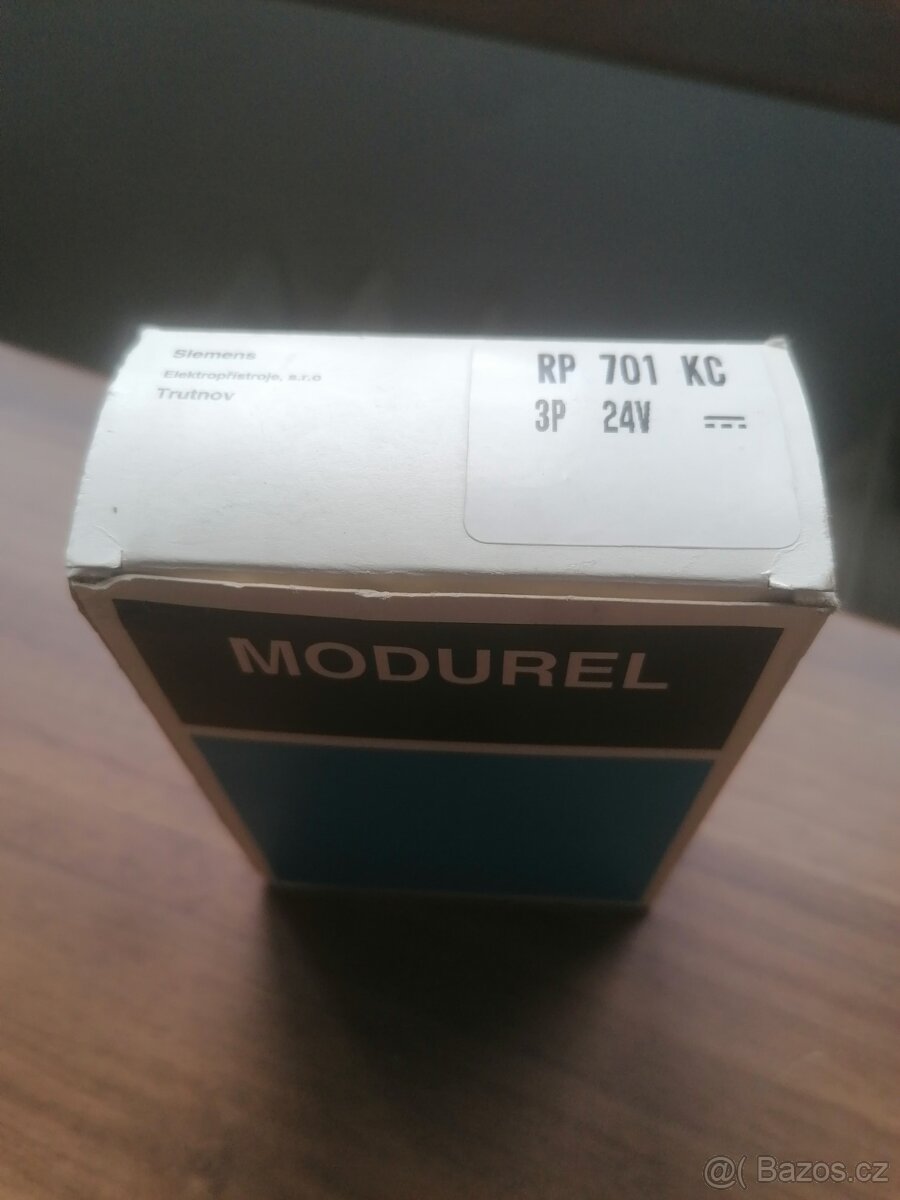 Siemens
Elektropřístroje, s.r.o
Trutnov
RP 701 KC
3P 24V ⎓
MODUREL
@( Bazos.cz